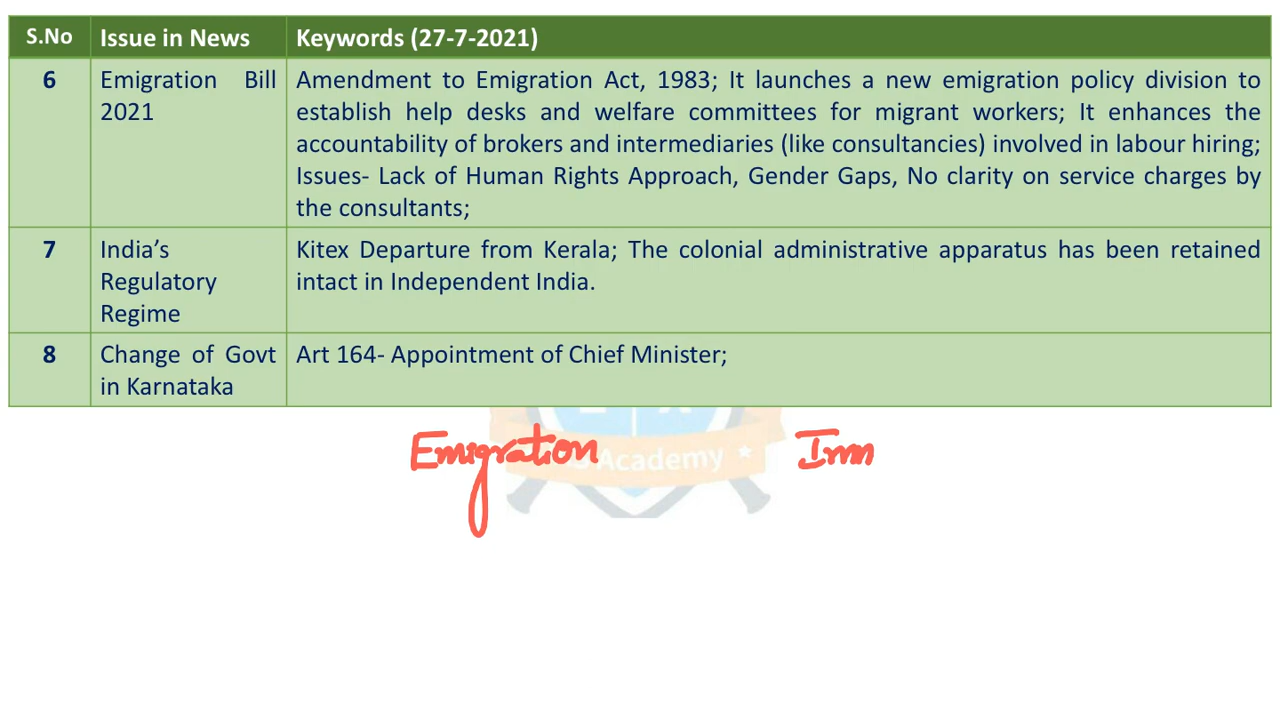 S.No Issue in News Keywords (27-7-2021)
6 Emigration Bill 2021
Amendment to Emigration Act, 1983; It launches a new emigration policy division to
establish help desks and welfare committees for migrant workers; It enhances the
accountability of brokers and intermediaries (like consultancies) involved in labour hiring;
Issues- Lack of Human Rights Approach, Gender Gaps, No clarity on service charges by
the consultants;
7 India’s Regulatory Regime
Kitex Departure from Kerala; The colonial administrative apparatus has been retained
intact in Independent India.
8 Change of Govt in Karnataka
Art 164- Appointment of Chief Minister;
Emigration Imm
Academy